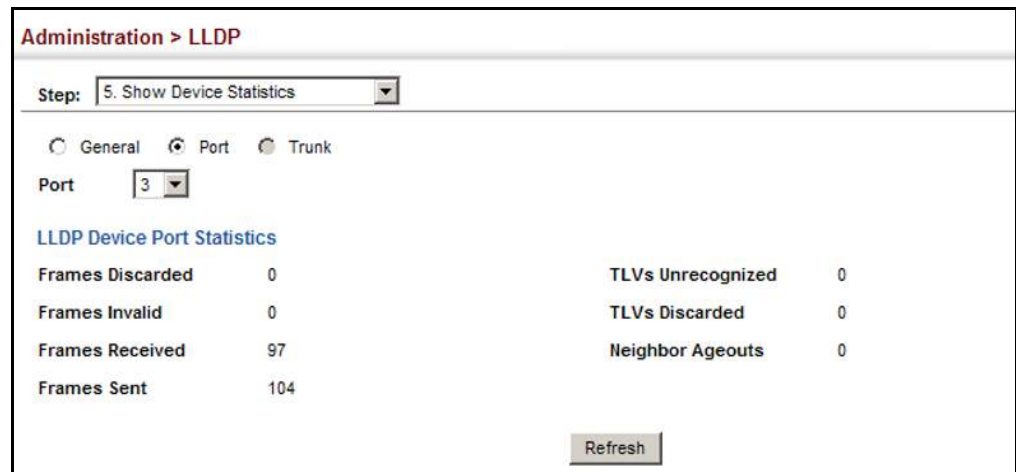 Administration > LLDP
Step: 5. Show Device Statistics
General Port Trunk
Port 3
LLDP Device Port Statistics
Frames Discarded 0 TLVs Unrecognized 0
Frames Invalid 0 TLVs Discarded 0
Frames Received 97 Neighbor Ageouts 0
Frames Sent 104
Refresh